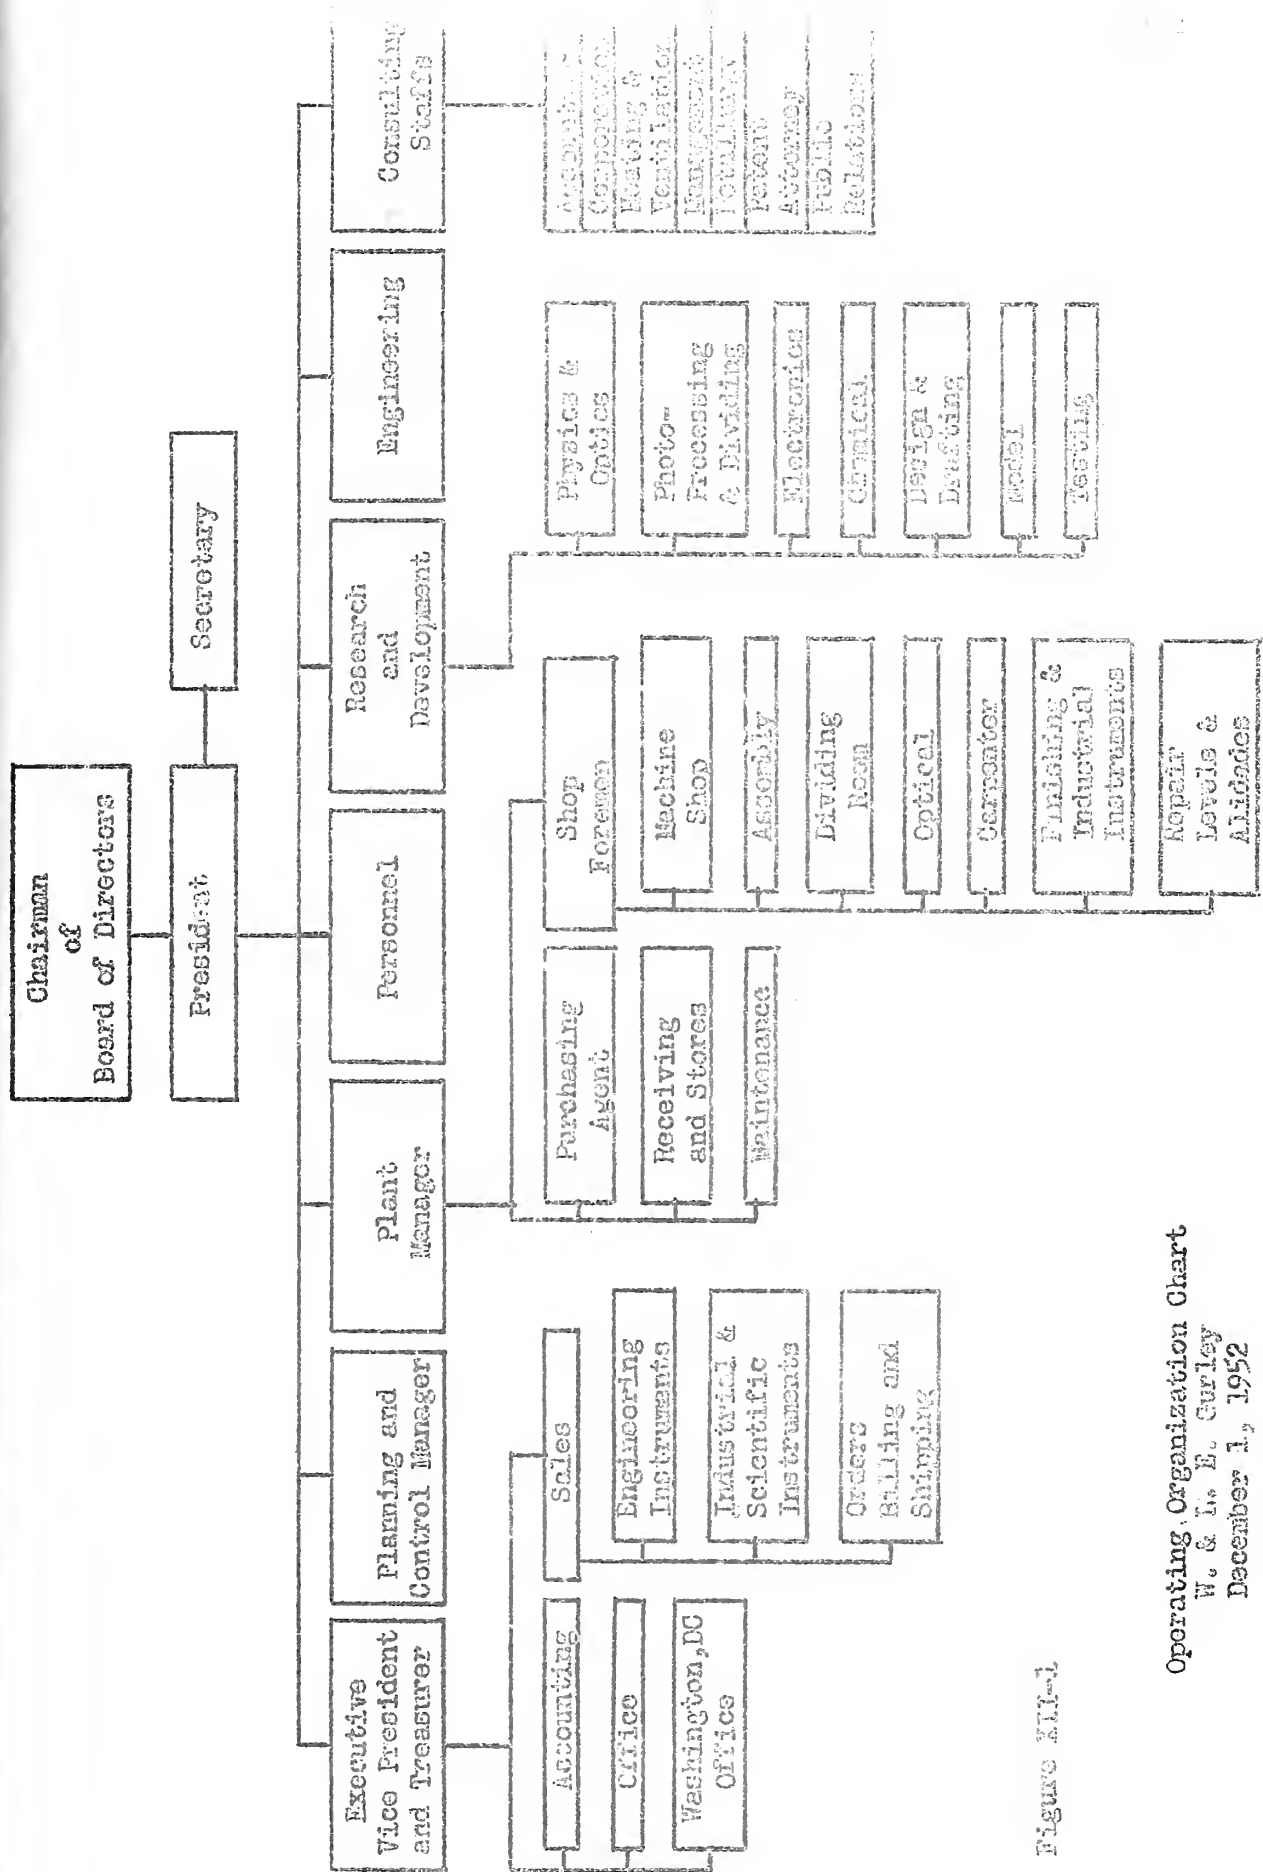 Chairman
of
Board of Directors
President
Secretary
Executive
Vice President
and Treasurer
Planning and
Control Manager
Plant
Manager
Personnel
Research
and
Development
Engineering
Consulting
Staffs
Accounting
Office
Washington,DC
Office
Sales
Engineering
Instruments
Industrial &
Scientific
Instruments
Orders
Billing and
Shipping
Purchasing
Agent
Receiving
and Stores
Maintenance
Shop
Foremen
Machine
Shop
Assembly
Dividing
Room
Optical
Carpenter
Finishing &
Industrial
Instruments
Repair
Levels &
Alidades
Physics &
Optics
Photo-
Processing
& Dividing
Electronics
Chemical
Design &
Drafting
Model
Testing
Heating &
Ventilation
Management
Patent
Attorney
Public
Relations
Figure XII-1
Operating Organization Chart
W. & L. E. Gurley
December 1, 1952